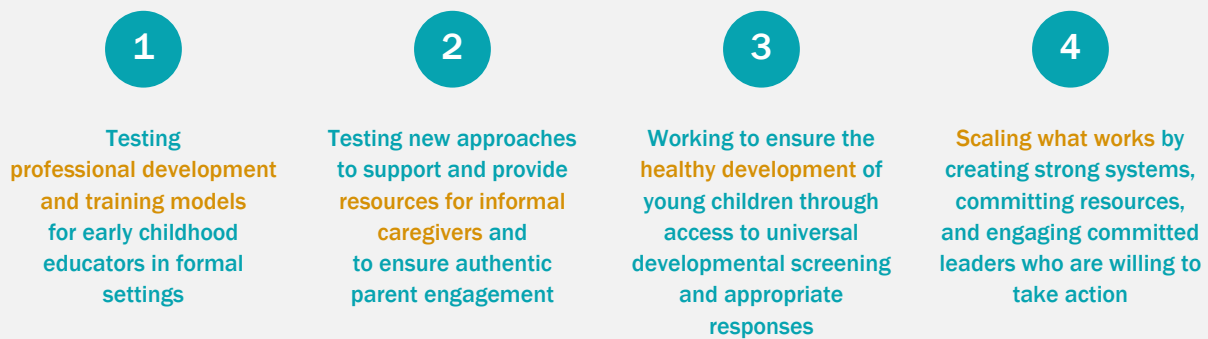 1
Testing
professional development
and training models
for early childhood
educators in formal
settings
2
Testing new approaches
to support and provide
resources for informal
caregivers and
to ensure authentic
parent engagement
3
Working to ensure the
healthy development of
young children through
access to universal
developmental screening
and appropriate
responses
4
Scaling what works by
creating strong systems,
committing resources,
and engaging committed
leaders who are willing to
take action